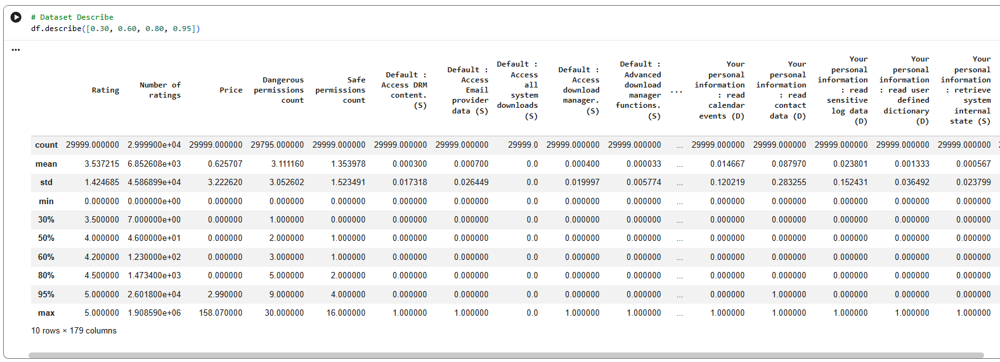 # Dataset Describe
df.describe([0.30, 0.60, 0.80, 0.95])
...
Rating Number of ratings Price Dangerous permissions count Safe permissions count Default : Access DRM content. (S) Default : Access Email provider data (S) Default : Access all system downloads (S) Default : Access download manager. (S) Default : Advanced download manager functions. (S) ... Your personal information : read calendar events (D) Your personal information : read contact data (D) Your personal information : read sensitive log data (D) Your personal information : read user defined dictionary (D) Your personal information : retrieve system internal state (S)
count 29999.000000 2.999900e+04 29999.000000 29795.000000 29999.000000 29999.000000 29999.000000 29999.0 29999.000000 29999.000000 ... 29999.000000 29999.000000 29999.000000 29999.000000 29999.000000
mean 3.537215 6.852608e+03 0.625707 3.111160 1.353978 0.000300 0.000700 0.0 0.000400 0.000033 ... 0.014667 0.087970 0.023801 0.001333 0.000567
std 1.424685 4.586899e+04 3.222620 3.052602 1.523491 0.017318 0.026449 0.0 0.019997 0.005774 ... 0.120219 0.283255 0.152431 0.036492 0.023799
min 0.000000 0.000000e+00 0.000000 0.000000 0.000000 0.000000 0.000000 0.0 0.000000 0.000000 ... 0.000000 0.000000 0.000000 0.000000 0.000000
30% 3.500000 7.000000e+00 0.000000 1.000000 0.000000 0.000000 0.000000 0.0 0.000000 0.000000 ... 0.000000 0.000000 0.000000 0.000000 0.000000
50% 4.000000 4.600000e+01 0.000000 2.000000 1.000000 0.000000 0.000000 0.0 0.000000 0.000000 ... 0.000000 0.000000 0.000000 0.000000 0.000000
60% 4.200000 1.230000e+02 0.000000 3.000000 1.000000 0.000000 0.000000 0.0 0.000000 0.000000 ... 0.000000 0.000000 0.000000 0.000000 0.000000
80% 4.500000 1.473400e+03 0.000000 5.000000 2.000000 0.000000 0.000000 0.0 0.000000 0.000000 ... 0.000000 0.000000 0.000000 0.000000 0.000000
95% 5.000000 2.601800e+04 2.990000 9.000000 4.000000 0.000000 0.000000 0.0 0.000000 0.000000 ... 0.000000 1.000000 0.000000 0.000000 0.000000
max 5.000000 1.908590e+06 158.070000 30.000000 16.000000 1.000000 1.000000 0.0 1.000000 1.000000 ... 1.000000 1.000000 1.000000 1.000000 1.000000
10 rows × 179 columns